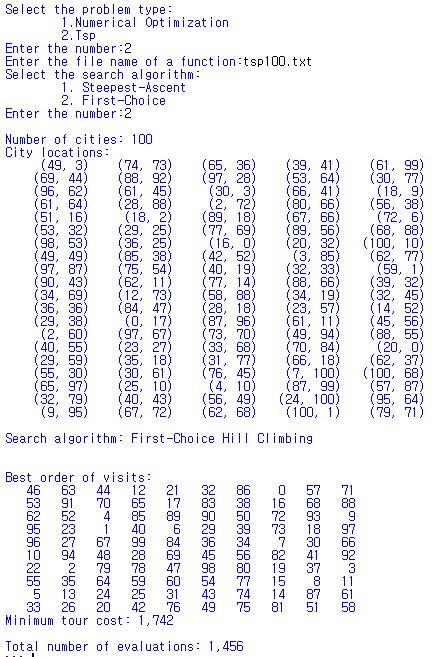 Select the problem type:
1.Numerical Optimization
2.Tsp
Enter the number:2
Enter the file name of a function:tsp100.txt
Select the search algorithm:
1. Steepest-Ascent
2. First-Choice
Enter the number:2
Number of cities: 100
City locations:
(49, 3) (74, 73) (65, 36) (39, 41) (61, 99)
(69, 44) (88, 92) (97, 28) (53, 64) (30, 77)
(96, 62) (61, 45) (30, 3) (66, 41) (18, 9)
(61, 64) (28, 88) (2, 72) (80, 66) (56, 38)
(51, 16) (18, 2) (89, 18) (67, 66) (72, 6)
(53, 32) (29, 25) (77, 69) (89, 56) (68, 88)
(98, 53) (36, 25) (16, 0) (20, 32) (100, 10)
(49, 49) (85, 38) (42, 52) (3, 85) (62, 77)
(97, 87) (75, 54) (40, 19) (32, 33) (59, 1)
(90, 43) (62, 11) (77, 14) (88, 66) (39, 32)
(34, 69) (12, 73) (58, 88) (34, 19) (32, 45)
(36, 36) (84, 47) (28, 18) (23, 57) (14, 52)
(29, 38) (0, 17) (87, 96) (61, 11) (45, 56)
(2, 60) (97, 67) (73, 70) (49, 94) (88, 55)
(40, 55) (23, 27) (33, 68) (70, 84) (20, 0)
(29, 59) (35, 18) (31, 77) (66, 18) (62, 37)
(55, 30) (30, 61) (76, 45) (7, 100) (100, 68)
(65, 97) (25, 10) (4, 10) (87, 99) (57, 87)
(32, 79) (40, 43) (56, 49) (24, 100) (95, 64)
(9, 95) (67, 72) (62, 68) (100, 1) (79, 71)
Search algorithm: First-Choice Hill Climbing
Best order of visits:
46 63 44 12 21 32 86 0 57 71
53 91 70 65 17 83 38 16 68 88
62 52 4 85 89 90 50 72 93 9
95 23 1 40 6 29 39 73 18 97
96 27 67 99 84 36 34 7 30 66
10 94 48 28 69 45 56 82 41 92
22 2 79 78 47 98 80 19 37 3
55 35 64 59 60 54 77 15 8 11
5 13 24 25 31 43 74 14 87 61
33 26 20 42 76 49 75 81 51 58
Minimum tour cost: 1,742
Total number of evaluations: 1,456